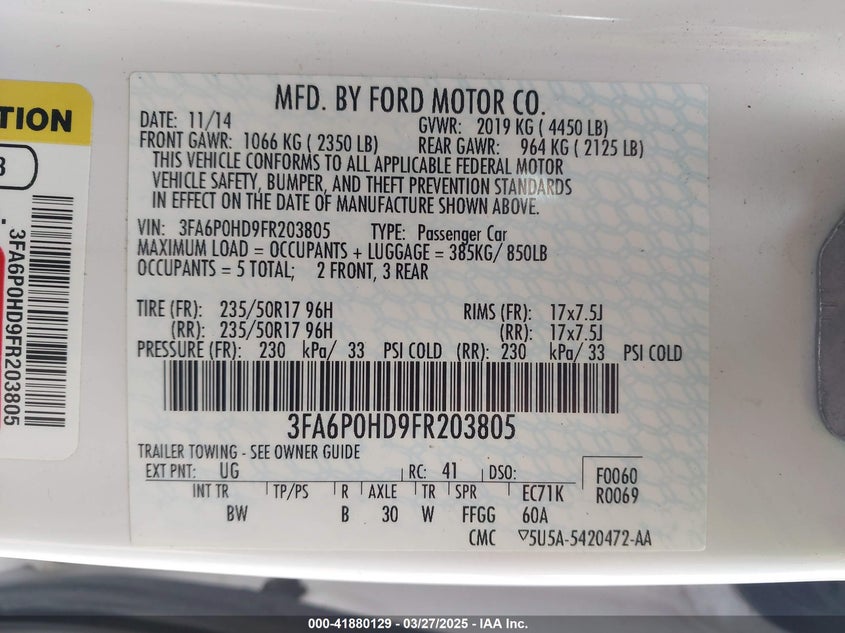 TION
3
3FA6P0HD9FR203805
MFD. BY FORD MOTOR CO.
DATE: 11/14 GVWR: 2019 KG ( 4450 LB)
FRONT GAWR: 1066 KG ( 2350 LB) REAR GAWR: 964 KG ( 2125 LB)
THIS VEHICLE CONFORMS TO ALL APPLICABLE FEDERAL MOTOR
VEHICLE SAFETY, BUMPER, AND THEFT PREVENTION STANDARDS
IN EFFECT ON THE DATE OF MANUFACTURE SHOWN ABOVE.
VIN: 3FA6P0HD9FR203805 TYPE: Passenger Car
MAXIMUM LOAD = OCCUPANTS + LUGGAGE = 385KG/ 850LB
OCCUPANTS = 5 TOTAL; 2 FRONT, 3 REAR
TIRE (FR): 235/50R17 96H RIMS (FR): 17x7.5J
(RR): 235/50R17 96H (RR): 17x7.5J
PRESSURE (FR): 230 kPa/ 33 PSI COLD (RR): 230 kPa/ 33 PSI COLD
3FA6P0HD9FR203805
TRAILER TOWING - SEE OWNER GUIDE
EXT PNT: UG RC: 41 DSO: F0060
INT TR TP/PS R AXLE TR SPR EC71K R0069
BW B 30 W FFGG 60A
CMC ▽5U5A-5420472-AA
000-41880129 - 03/27/2025 - IAA Inc.